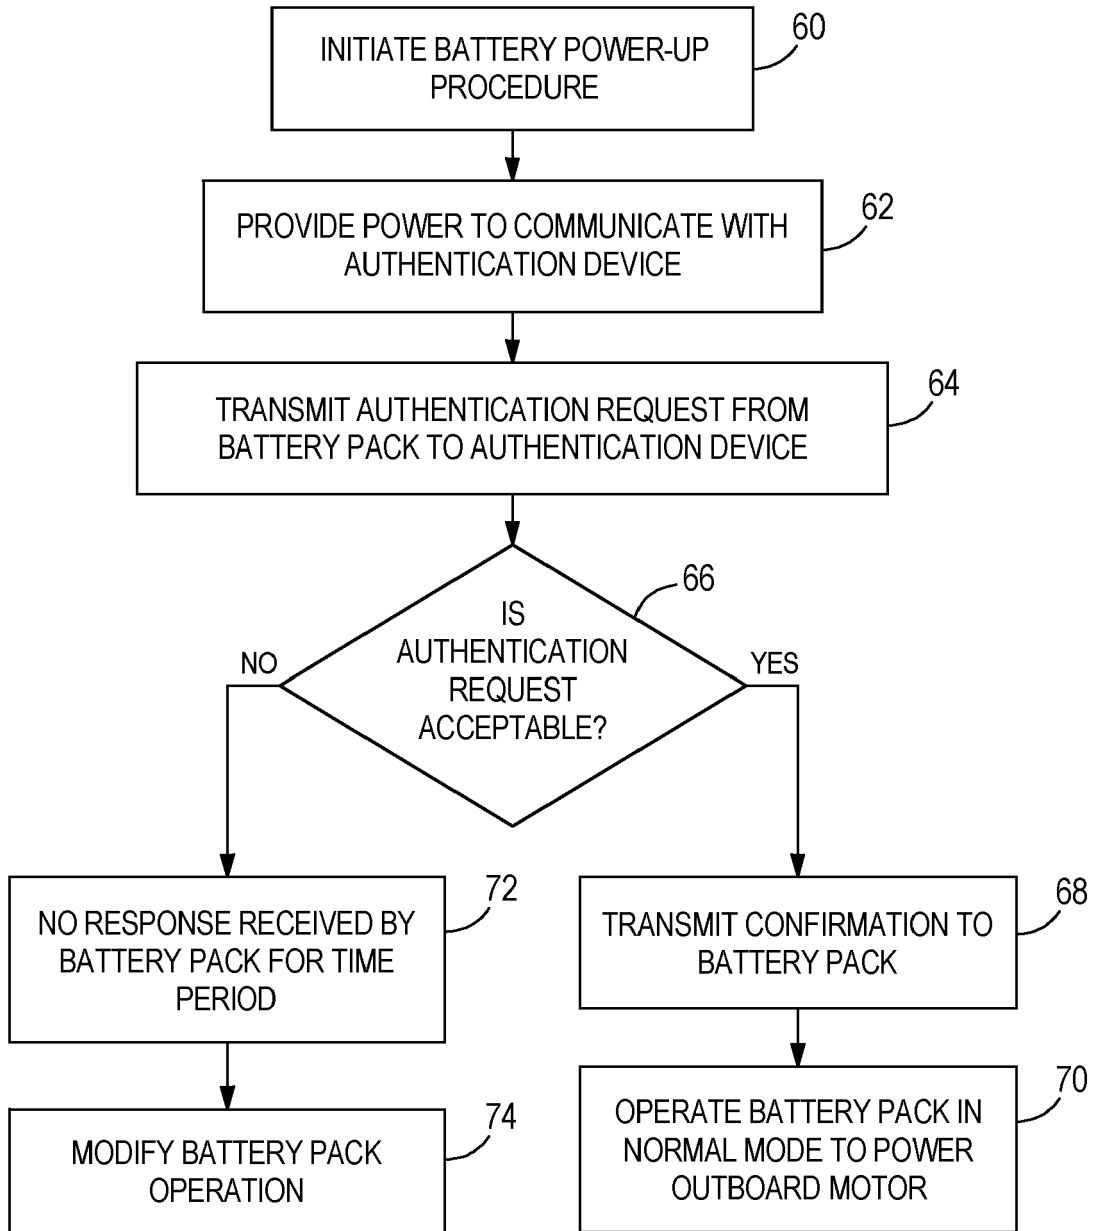 60
INITIATE BATTERY POWER-UP
PROCEDURE
62
PROVIDE POWER TO COMMUNICATE WITH
AUTHENTICATION DEVICE
64
TRANSMIT AUTHENTICATION REQUEST FROM
BATTERY PACK TO AUTHENTICATION DEVICE
66
IS
AUTHENTICATION
REQUEST
ACCEPTABLE?
NO
YES
72
NO RESPONSE RECEIVED BY
BATTERY PACK FOR TIME
PERIOD
68
TRANSMIT CONFIRMATION TO
BATTERY PACK
74
MODIFY BATTERY PACK
OPERATION
70
OPERATE BATTERY PACK IN
NORMAL MODE TO POWER
OUTBOARD MOTOR